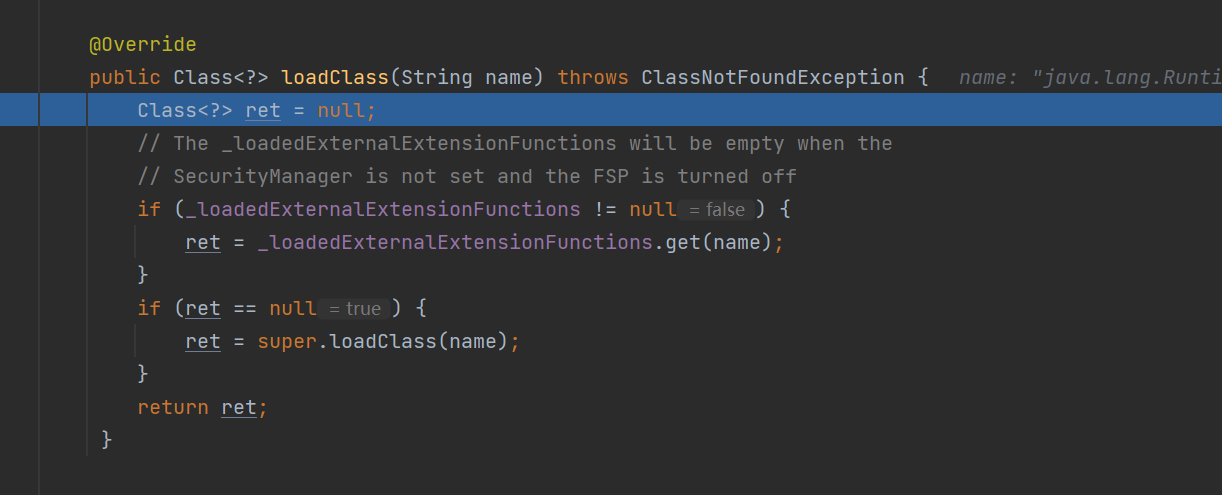 @Override
public Class<?> loadClass(String name) throws ClassNotFoundException {   name: "java.lang.Runti
Class<?> ret = null;
// The _loadedExternalExtensionFunctions will be empty when the
// SecurityManager is not set and the FSP is turned off
if (_loadedExternalExtensionFunctions != null = false ) {
ret = _loadedExternalExtensionFunctions.get(name);
}
if (ret == null = true ) {
ret = super.loadClass(name);
}
return ret;
}